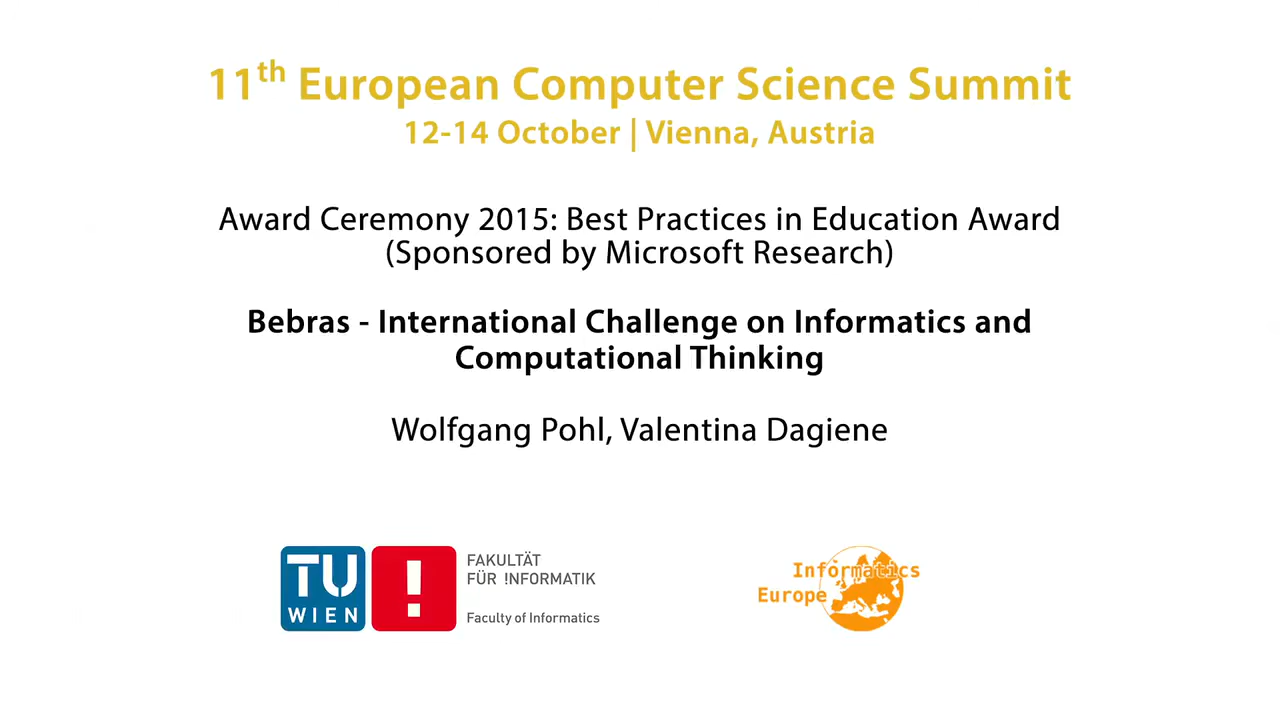 11th European Computer Science Summit
12-14 October | Vienna, Austria
Award Ceremony 2015: Best Practices in Education Award
(Sponsored by Microsoft Research)
Bebras - International Challenge on Informatics and
Computational Thinking
Wolfgang Pohl, Valentina Dagiene
TU
WIEN
!
FAKULTÄT
FÜR !NFORMATIK
Faculty of Informatics
Informatics
Europe